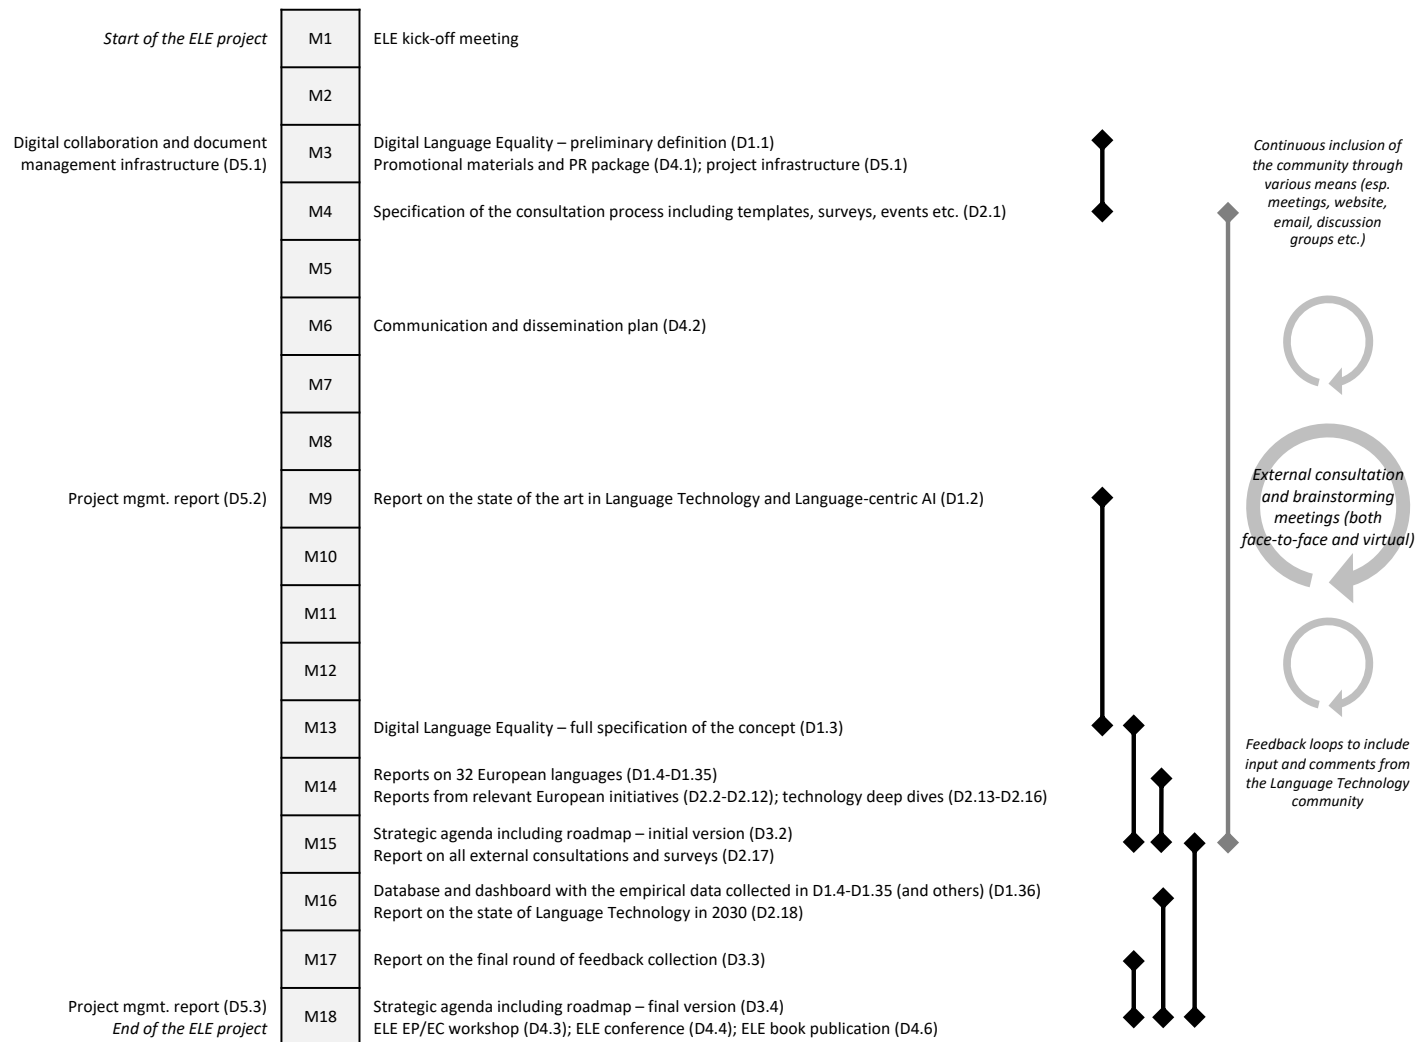 Start of the ELE project
M1
ELE kick-off meeting
M2
Digital collaboration and document
management infrastructure (D5.1)
M3
Digital Language Equality – preliminary definition (D1.1)
Promotional materials and PR package (D4.1); project infrastructure (D5.1)
Continuous inclusion of
the community through
various means (esp.
meetings, website,
email, discussion
groups etc.)
M4
Specification of the consultation process including templates, surveys, events etc. (D2.1)
M5
M6
Communication and dissemination plan (D4.2)
M7
M8
Project mgmt. report (D5.2)
M9
Report on the state of the art in Language Technology and Language-centric AI (D1.2)
External consultation
and brainstorming
meetings (both
face-to-face and virtual)
M10
M11
M12
M13
Digital Language Equality – full specification of the concept (D1.3)
Feedback loops to include
input and comments from
the Language Technology
community
M14
Reports on 32 European languages (D1.4-D1.35)
Reports from relevant European initiatives (D2.2-D2.12); technology deep dives (D2.13-D2.16)
M15
Strategic agenda including roadmap – initial version (D3.2)
Report on all external consultations and surveys (D2.17)
M16
Database and dashboard with the empirical data collected in D1.4-D1.35 (and others) (D1.36)
Report on the state of Language Technology in 2030 (D2.18)
M17
Report on the final round of feedback collection (D3.3)
Project mgmt. report (D5.3)
End of the ELE project
M18
Strategic agenda including roadmap – final version (D3.4)
ELE EP/EC workshop (D4.3); ELE conference (D4.4); ELE book publication (D4.6)